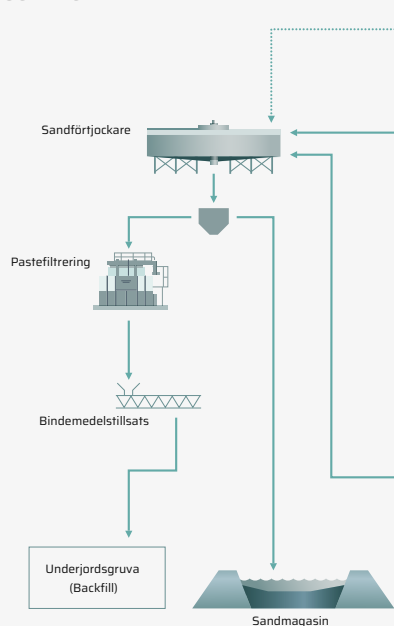 Sandförtjockare
Pastefiltrering
Bindemedelstillsats
Underjordsgruva
(Backfill)
Sandmagasin